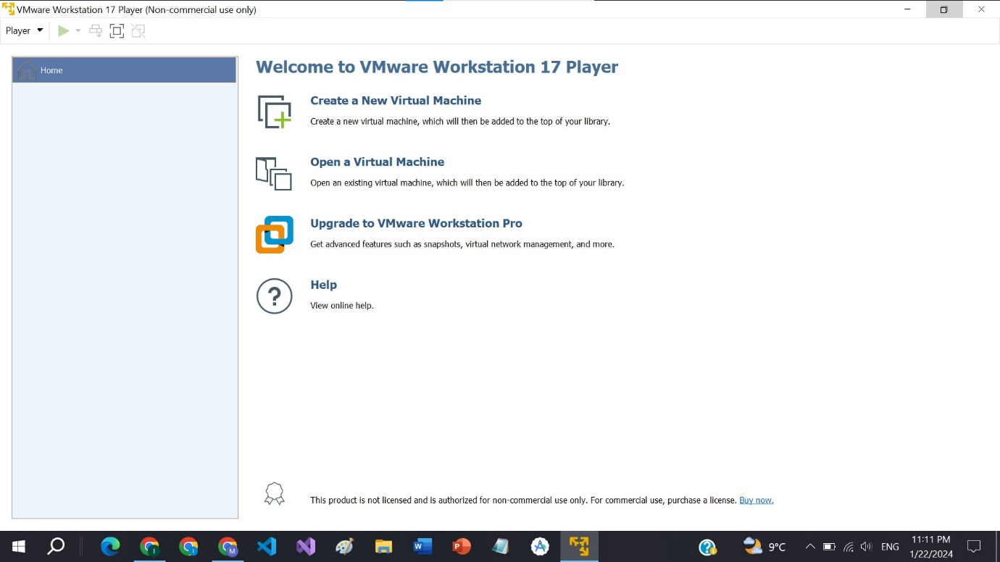 VMware Workstation 17 Player (Non-commercial use only)
Player
Home
Welcome to VMware Workstation 17 Player
Create a New Virtual Machine
Create a new virtual machine, which will then be added to the top of your library.
Open a Virtual Machine
Open an existing virtual machine, which will then be added to the top of your library.
Upgrade to VMware Workstation Pro
Get advanced features such as snapshots, virtual network management, and more.
?
Help
View online help.
This product is not licensed and is authorized for non-commercial use only. For commercial use, purchase a license. Buy now.
I
I
M
W
P
A
?
9°C
ENG
11:11 PM
1/22/2024